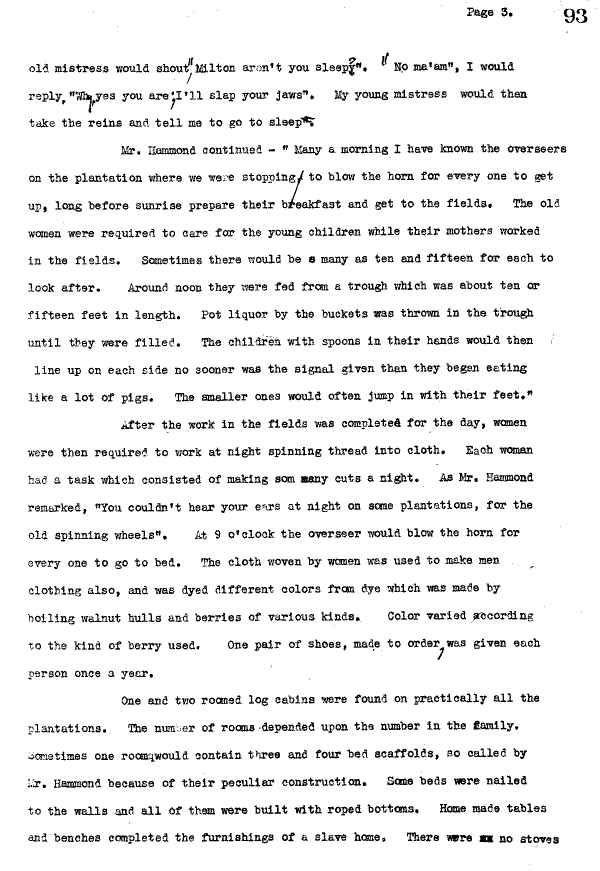 Page 3. 93
old mistress would shout, "Milton aron't you sleepy?". "No ma'am", I would
reply, "Why, yes you are; I'll slap your jaws". My young mistress would then
take the reins and tell me to go to sleep".
Mr. Hammond continued - " Many a morning I have known the overseers
on the plantation where we were stopping, to blow the horn for every one to get
up, long before sunrise prepare their breakfast and get to the fields. The old
women were required to care for the young children while their mothers worked
in the fields. Sometimes there would be s many as ten and fifteen for each to
look after. Around noon they were fed from a trough which was about ten or
fifteen feet in length. Pot liquor by the buckets was thrown in the trough
until they were filled. The children with spoons in their hands would then
line up on each side no sooner was the signal given than they began eating
like a lot of pigs. The smaller ones would often jump in with their feet."
After the work in the fields was completed for the day, women
were then required to work at night spinning thread into cloth. Each woman
had a task which consisted of making som many cuts a night. As Mr. Hammond
remarked, "You couldn't hear your ears at night on some plantations, for the
old spinning wheels". At 9 o'clock the overseer would blow the horn for
every one to go to bed. The cloth woven by women was used to make men
clothing also, and was dyed different colors from dye which was made by
boiling walnut hulls and berries of various kinds. Color varied according
to the kind of berry used. One pair of shoes, made to order, was given each
person once a year.
One and two roomed log cabins were found on practically all the
plantations. The number of rooms depended upon the number in the family.
Sometimes one room would contain three and four bed scaffolds, so called by
Mr. Hammond because of their peculiar construction. Some beds were nailed
to the walls and all of them were built with roped bottoms. Home made tables
and benches completed the furnishings of a slave home. There were no stoves